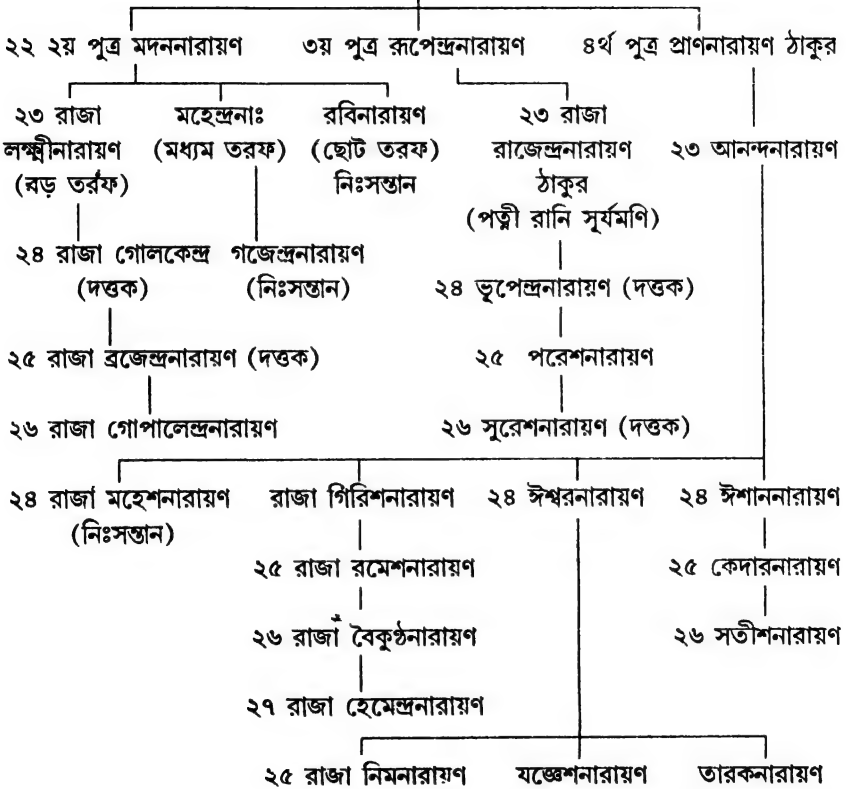 ২২ ২য় পুত্র মদননারায়ণ ৩য় পুত্র রূপেন্দ্রনারায়ণ ৪র্থ পুত্র প্রাণনারায়ণ ঠাকুর
২৩ রাজা মহেন্দ্রনাঃ রবিনারায়ণ ২৩ রাজা
লক্ষ্মীনারায়ণ (মধ্যম তরফ) (ছোট তরফ) রাজেন্দ্রনারায়ণ ২৩ আনন্দনারায়ণ
(বড় তরফ) নিঃসন্তান ঠাকুর
(পত্নী রানি সূর্যমণি)
২৪ রাজা গোলকেন্দ্র গজেন্দ্রনারায়ণ
(দত্তক) (নিঃসন্তান) ২৪ ভূপেন্দ্রনারায়ণ (দত্তক)
২৫ রাজা ব্রজেন্দ্রনারায়ণ (দত্তক) ২৫ পরেশনারায়ণ
২৬ রাজা গোপালেন্দ্রনারায়ণ ২৬ সুরেশনারায়ণ (দত্তক)
২৪ রাজা মহেশনারায়ণ রাজা গিরিশনারায়ণ ২৪ ঈশ্বরনারায়ণ ২৪ ঈশাননারায়ণ
(নিঃসন্তান)
২৫ রাজা রমেশনারায়ণ ২৫ কেদারনারায়ণ
২৬ রাজা বৈকুণ্ঠনারায়ণ ২৬ সতীশনারায়ণ
২৭ রাজা হেমেন্দ্রনারায়ণ
২৫ রাজা নিমনারায়ণ যজ্ঞেশনারায়ণ তারকনারায়ণ